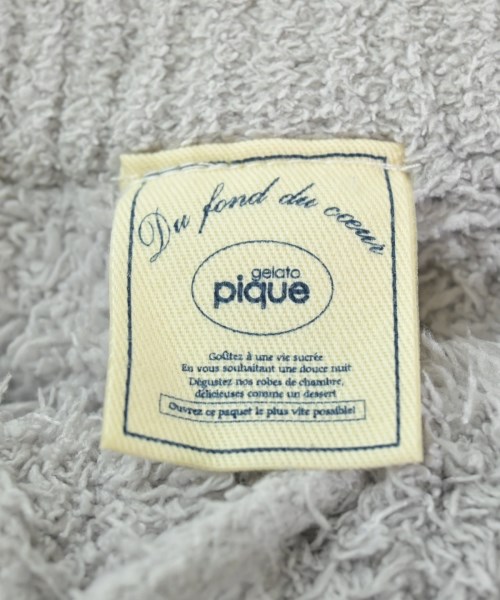 Du fond du cœur
gelato
pique
Goûtez à une vie sucrée
En vous souhaitant une douce nuit
Dégustez nos robes de chambre,
délicieuses comme un dessert
Ouvrez ce paquet le plus vite possible!